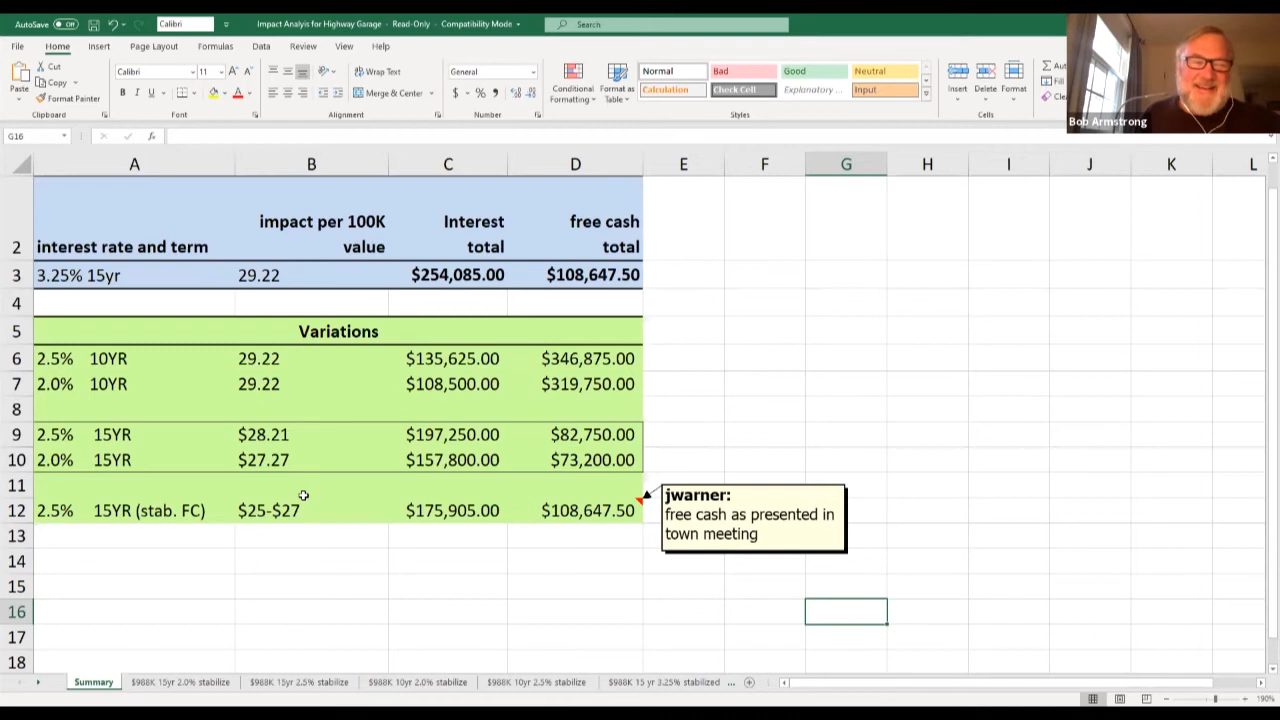 AutoSave Off Calibri Impact Analyis for Highway Garage - Read-Only - Compatibility Mode Search
File Home Insert Page Layout Formulas Data Review View Help
Paste Cut Copy Format Painter Clipboard
Calibri 11 A A B I U A Font
Wrap Text Merge & Center Alignment
General $ % Number
Conditional Formatting Format as Table Normal Bad Good Neutral
Calculation Check Cell Explanatory ... Input Styles
Insert Delete Format Cells
Bob Armstrong
G16 fx
A B C D E F G H I J K L
impact per 100K Interest free cash
2 interest rate and term value total total
3 3.25% 15yr 29.22 $254,085.00 $108,647.50
4
5 Variations
6 2.5% 10YR 29.22 $135,625.00 $346,875.00
7 2.0% 10YR 29.22 $108,500.00 $319,750.00
8
9 2.5% 15YR $28.21 $197,250.00 $82,750.00
10 2.0% 15YR $27.27 $157,800.00 $73,200.00
11
12 2.5% 15YR (stab. FC) $25-$27 $175,905.00 $108,647.50
jwarner:
free cash as presented in
town meeting
13
14
15
16
17
18
Summary $988K 15yr 2.0% stabilize $988K 15yr 2.5% stabilize $988K 10yr 2.0% stabilize $988K 10yr 2.5% stabilize $988K 15 yr 3.25% stabilized ...
190%